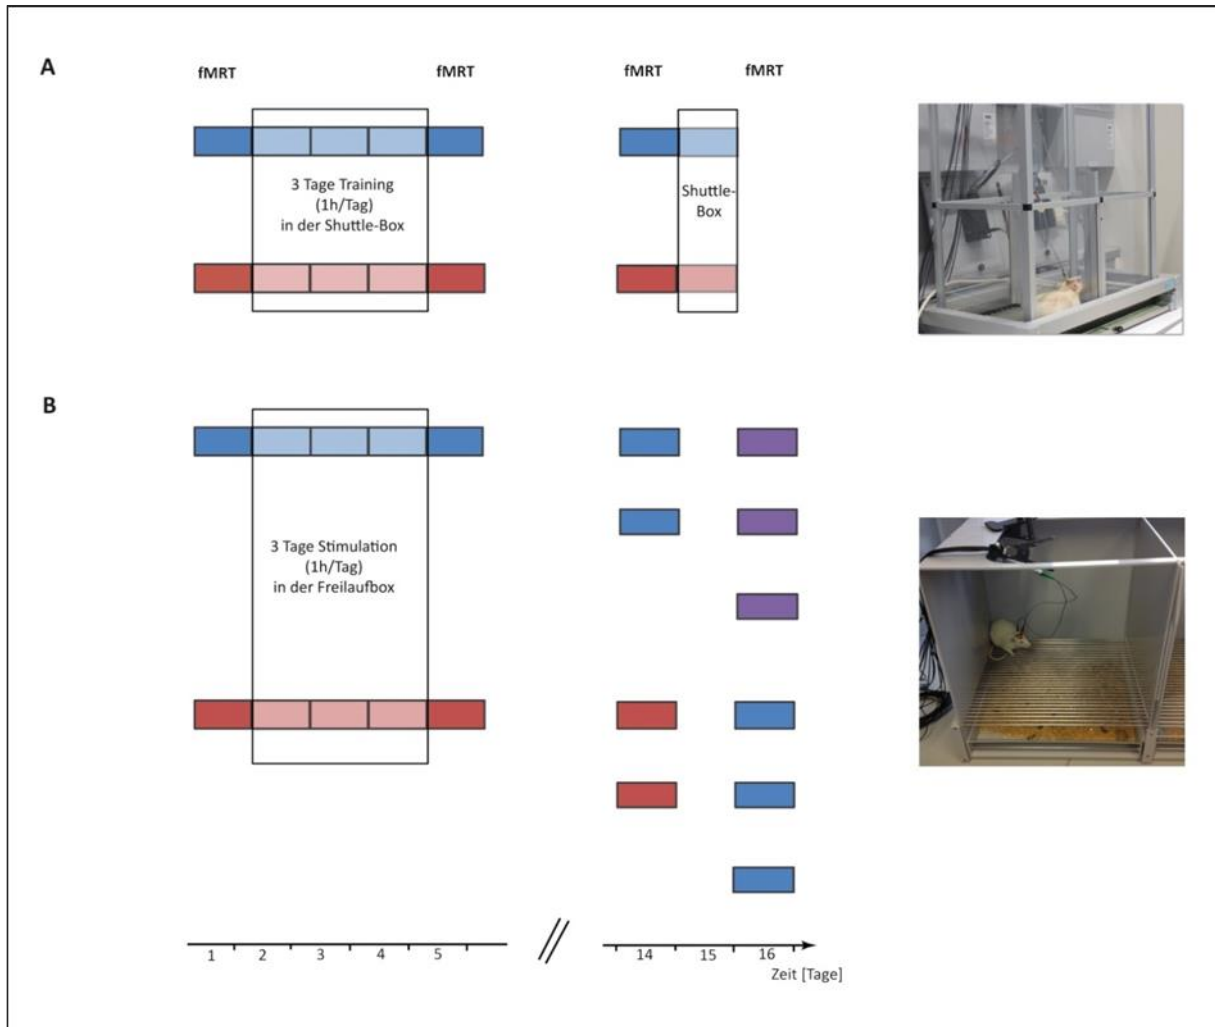 A
fMRT
fMRT
fMRT
fMRT
3 Tage Training
(1h/Tag)
in der Shuttle-Box
Shuttle-
Box
B
3 Tage Stimulation
(1h/Tag)
in der Freilaufbox
1 2 3 4 5 14 15 16
Zeit [Tage]